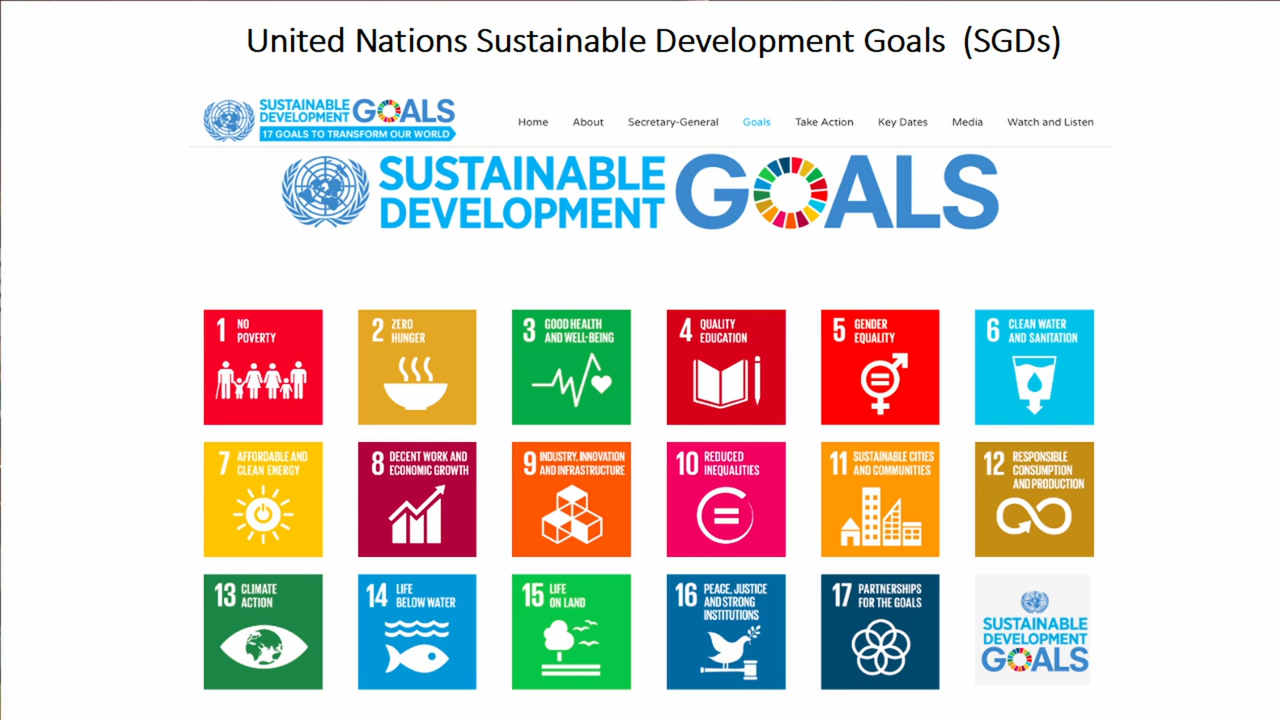 United Nations Sustainable Development Goals (SGDs)
SUSTAINABLE
DEVELOPMENT GOALS
17 GOALS TO TRANSFORM OUR WORLD
Home About Secretary-General Goals Take Action Key Dates Media Watch and Listen
SUSTAINABLE
DEVELOPMENT GOALS
1 NO
POVERTY
2 ZERO
HUNGER
3 GOOD HEALTH
AND WELL-BEING
4 QUALITY
EDUCATION
5 GENDER
EQUALITY
6 CLEAN WATER
AND SANITATION
7 AFFORDABLE AND
CLEAN ENERGY
8 DECENT WORK AND
ECONOMIC GROWTH
9 INDUSTRY, INNOVATION
AND INFRASTRUCTURE
10 REDUCED
INEQUALITIES
11 SUSTAINABLE CITIES
AND COMMUNITIES
12 RESPONSIBLE
CONSUMPTION
AND PRODUCTION
13 CLIMATE
ACTION
14 LIFE
BELOW WATER
15 LIFE
ON LAND
16 PEACE, JUSTICE
AND STRONG
INSTITUTIONS
17 PARTNERSHIPS
FOR THE GOALS
SUSTAINABLE
DEVELOPMENT
GOALS